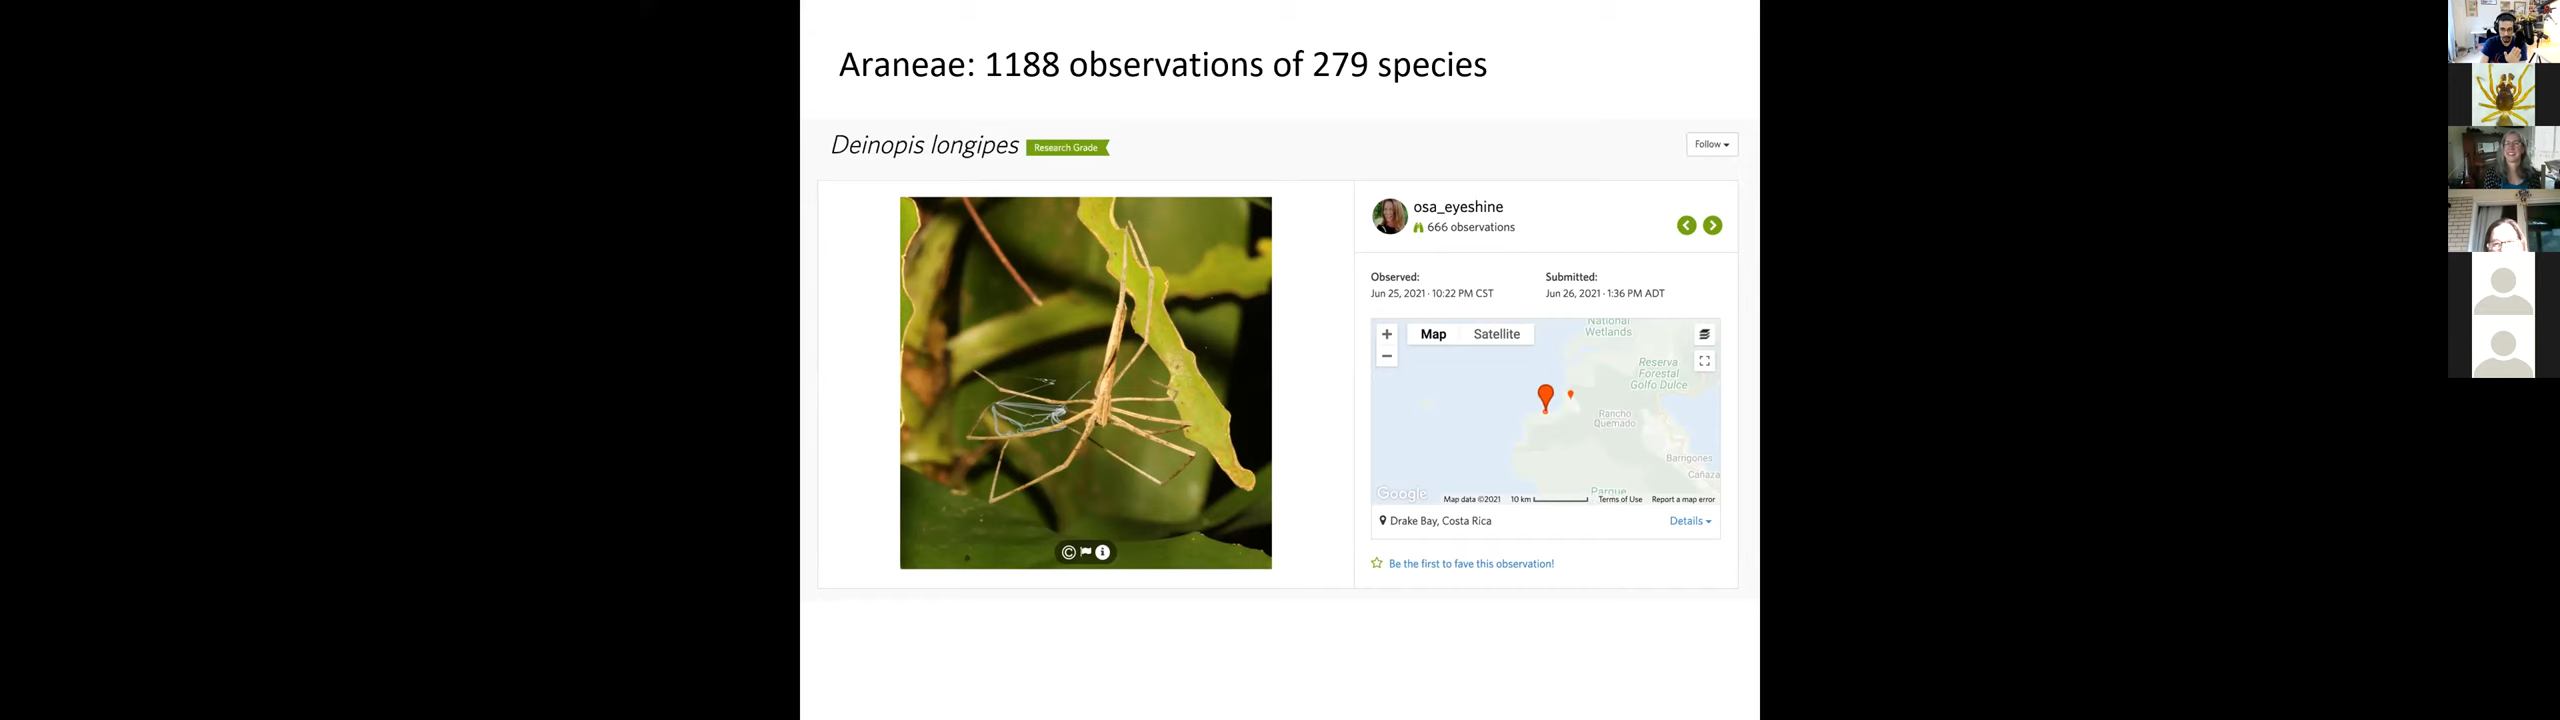 Araneae: 1188 observations of 279 species
Deinopis longipes
Research Grade
Follow
osa_eyeshine
666 observations
Observed:
Submitted:
Jun 25, 2021 · 10:22 PM CST
Jun 26, 2021 · 1:36 PM ADT
Map
Satellite
National
Wetlands
Reserva
Forestal
Golfo Dulce
Rancho
Quemado
Barrigones
Cañaza
Parque
Google
Map data ©2021
10 km
Terms of Use
Report a map error
Drake Bay, Costa Rica
Details
Be the first to fave this observation!